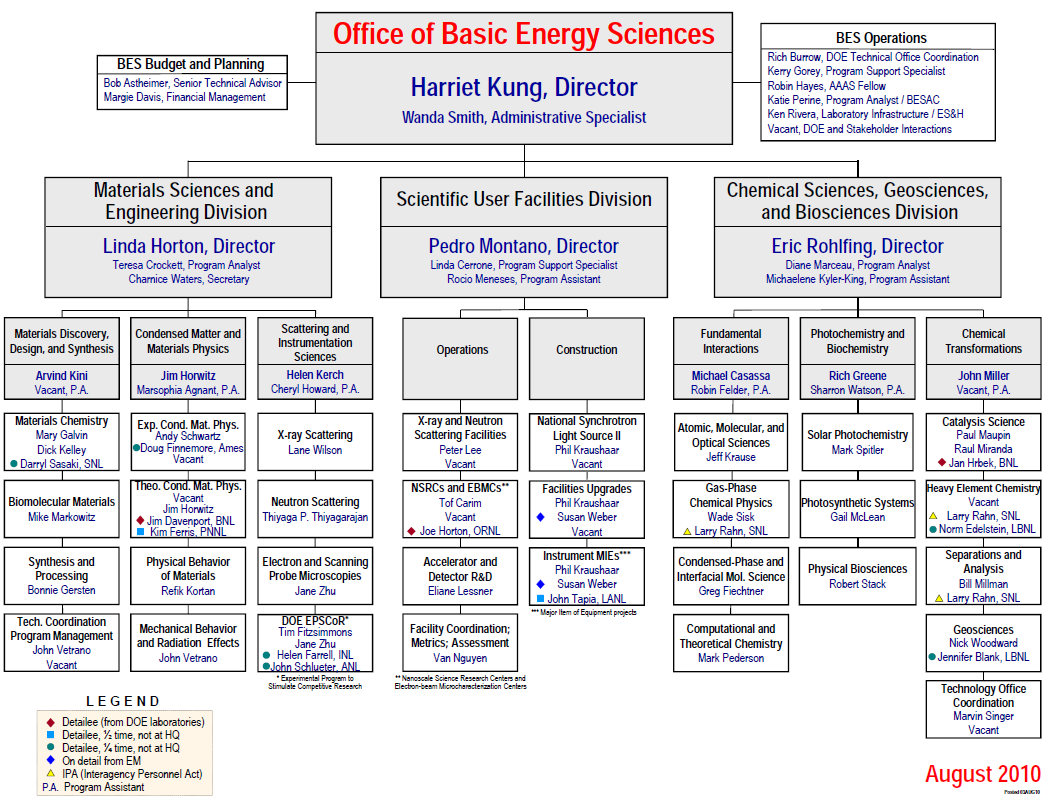 Office of Basic Energy Sciences
Harriet Kung, Director
Wanda Smith, Administrative Specialist
BES Budget and Planning
Bob Astheimer, Senior Technical Advisor
Margie Davis, Financial Management
BES Operations
Rich Burrow, DOE Technical Office Coordination
Kerry Gorey, Program Support Specialist
Robin Hayes, AAAS Fellow
Katie Perine, Program Analyst / BESAC
Ken Rivera, Laboratory Infrastructure / ES&H
Vacant, DOE and Stakeholder Interactions
Materials Sciences and
Engineering Division
Linda Horton, Director
Teresa Crockett, Program Analyst
Charnice Waters, Secretary
Scientific User Facilities Division
Pedro Montano, Director
Linda Cerrone, Program Support Specialist
Rocio Meneses, Program Assistant
Chemical Sciences, Geosciences,
and Biosciences Division
Eric Rohlfing, Director
Diane Marceau, Program Analyst
Michaelene Kyler-King, Program Assistant
Materials Discovery,
Design, and Synthesis
Arvind Kini
Vacant, P.A.
Materials Chemistry
Mary Galvin
Dick Kelley
Darryl Sasaki, SNL
Biomolecular Materials
Mike Markowitz
Synthesis and
Processing
Bonnie Gersten
Tech. Coordination
Program Management
John Vetrano
Vacant
Condensed Matter and
Materials Physics
Jim Horwitz
Marsophia Agnant, P.A.
Exp. Cond. Mat. Phys.
Andy Schwartz
Doug Finnemore, Ames
Vacant
Theo. Cond. Mat. Phys.
Vacant
Jim Horwitz
Jim Davenport, BNL
Kim Ferris, PNNL
Physical Behavior
of Materials
Refik Kortan
Mechanical Behavior
and Radiation Effects
John Vetrano
Scattering and
Instrumentation
Sciences
Helen Kerch
Cheryl Howard, P.A.
X-ray Scattering
Lane Wilson
Neutron Scattering
Thiyaga P. Thiyagarajan
Electron and Scanning
Probe Microscopies
Jane Zhu
DOE EPSCoR*
Tim Fitzsimmons
Jane Zhu
Helen Farrell, INL
John Schlueter, ANL
* Experimental Program to
Stimulate Competitive Research
Operations
X-ray and Neutron
Scattering Facilities
Peter Lee
Vacant
NSRCs and EBMCs**
Tof Carim
Vacant
Joe Horton, ORNL
Accelerator and
Detector R&D
Eliane Lessner
Facility Coordination;
Metrics; Assessment
Van Nguyen
** Nanoscale Science Research Centers and
Electron-beam Microcharacterization Centers
Construction
National Synchrotron
Light Source II
Phil Kraushaar
Vacant
Facilities Upgrades
Phil Kraushaar
Susan Weber
Vacant
Instrument MIEs***
Phil Kraushaar
Susan Weber
John Tapia, LANL
*** Major Item of Equipment projects
Fundamental
Interactions
Michael Casassa
Robin Felder, P.A.
Atomic, Molecular, and
Optical Sciences
Jeff Krause
Gas-Phase
Chemical Physics
Wade Sisk
Larry Rahn, SNL
Condensed-Phase and
Interfacial Mol. Science
Greg Fiechtner
Computational and
Theoretical Chemistry
Mark Pederson
Photochemistry and
Biochemistry
Rich Greene
Sharron Watson, P.A.
Solar Photochemistry
Mark Spitler
Photosynthetic Systems
Gail McLean
Physical Biosciences
Robert Stack
Chemical
Transformations
John Miller
Vacant, P.A.
Catalysis Science
Paul Maupin
Raul Miranda
Jan Hrbek, BNL
Heavy Element Chemistry
Vacant
Larry Rahn, SNL
Norm Edelstein, LBNL
Separations and
Analysis
Bill Millman
Larry Rahn, SNL
Geosciences
Nick Woodward
Jennifer Blank, LBNL
Technology Office
Coordination
Marvin Singer
Vacant
LEGEND
Detailee (from DOE laboratories)
Detailee, ½ time, not at HQ
Detailee, ¼ time, not at HQ
On detail from EM
IPA (Interagency Personnel Act)
P.A. Program Assistant
August 2010
Posted 03AUG10